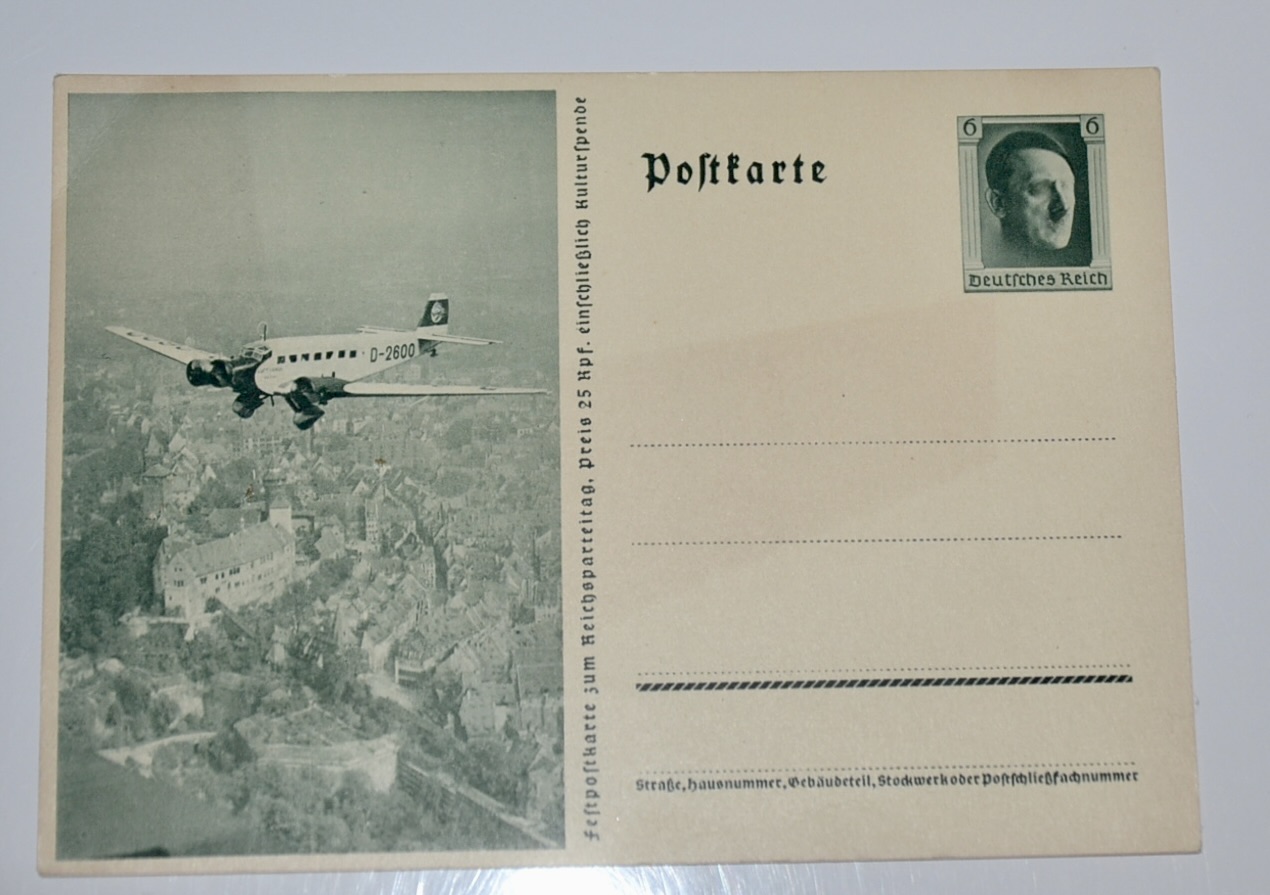 D-2600
Festpostkarte zum Reichsparteitag, Preis 25 Rpf. einschließlich Kulturspende
Poſtkarte
6 6
Deutſches Reich
Straße, Hausnummer, Gebäudeteil, Stockwerk oder Poſtſchließfachnummer